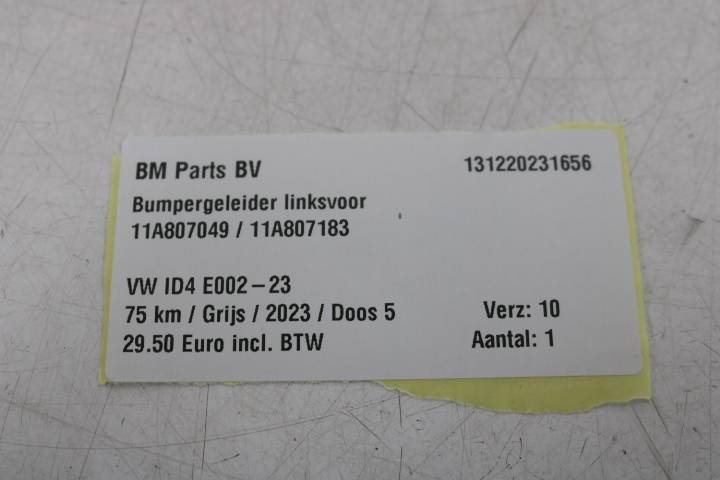 BM Parts BV 131220231656
Bumpergeleider linksvoor
11A807049 / 11A807183
VW ID4 E002-23
75 km / Grijs / 2023 / Doos 5 Verz: 10
29.50 Euro incl. BTW Aantal: 1